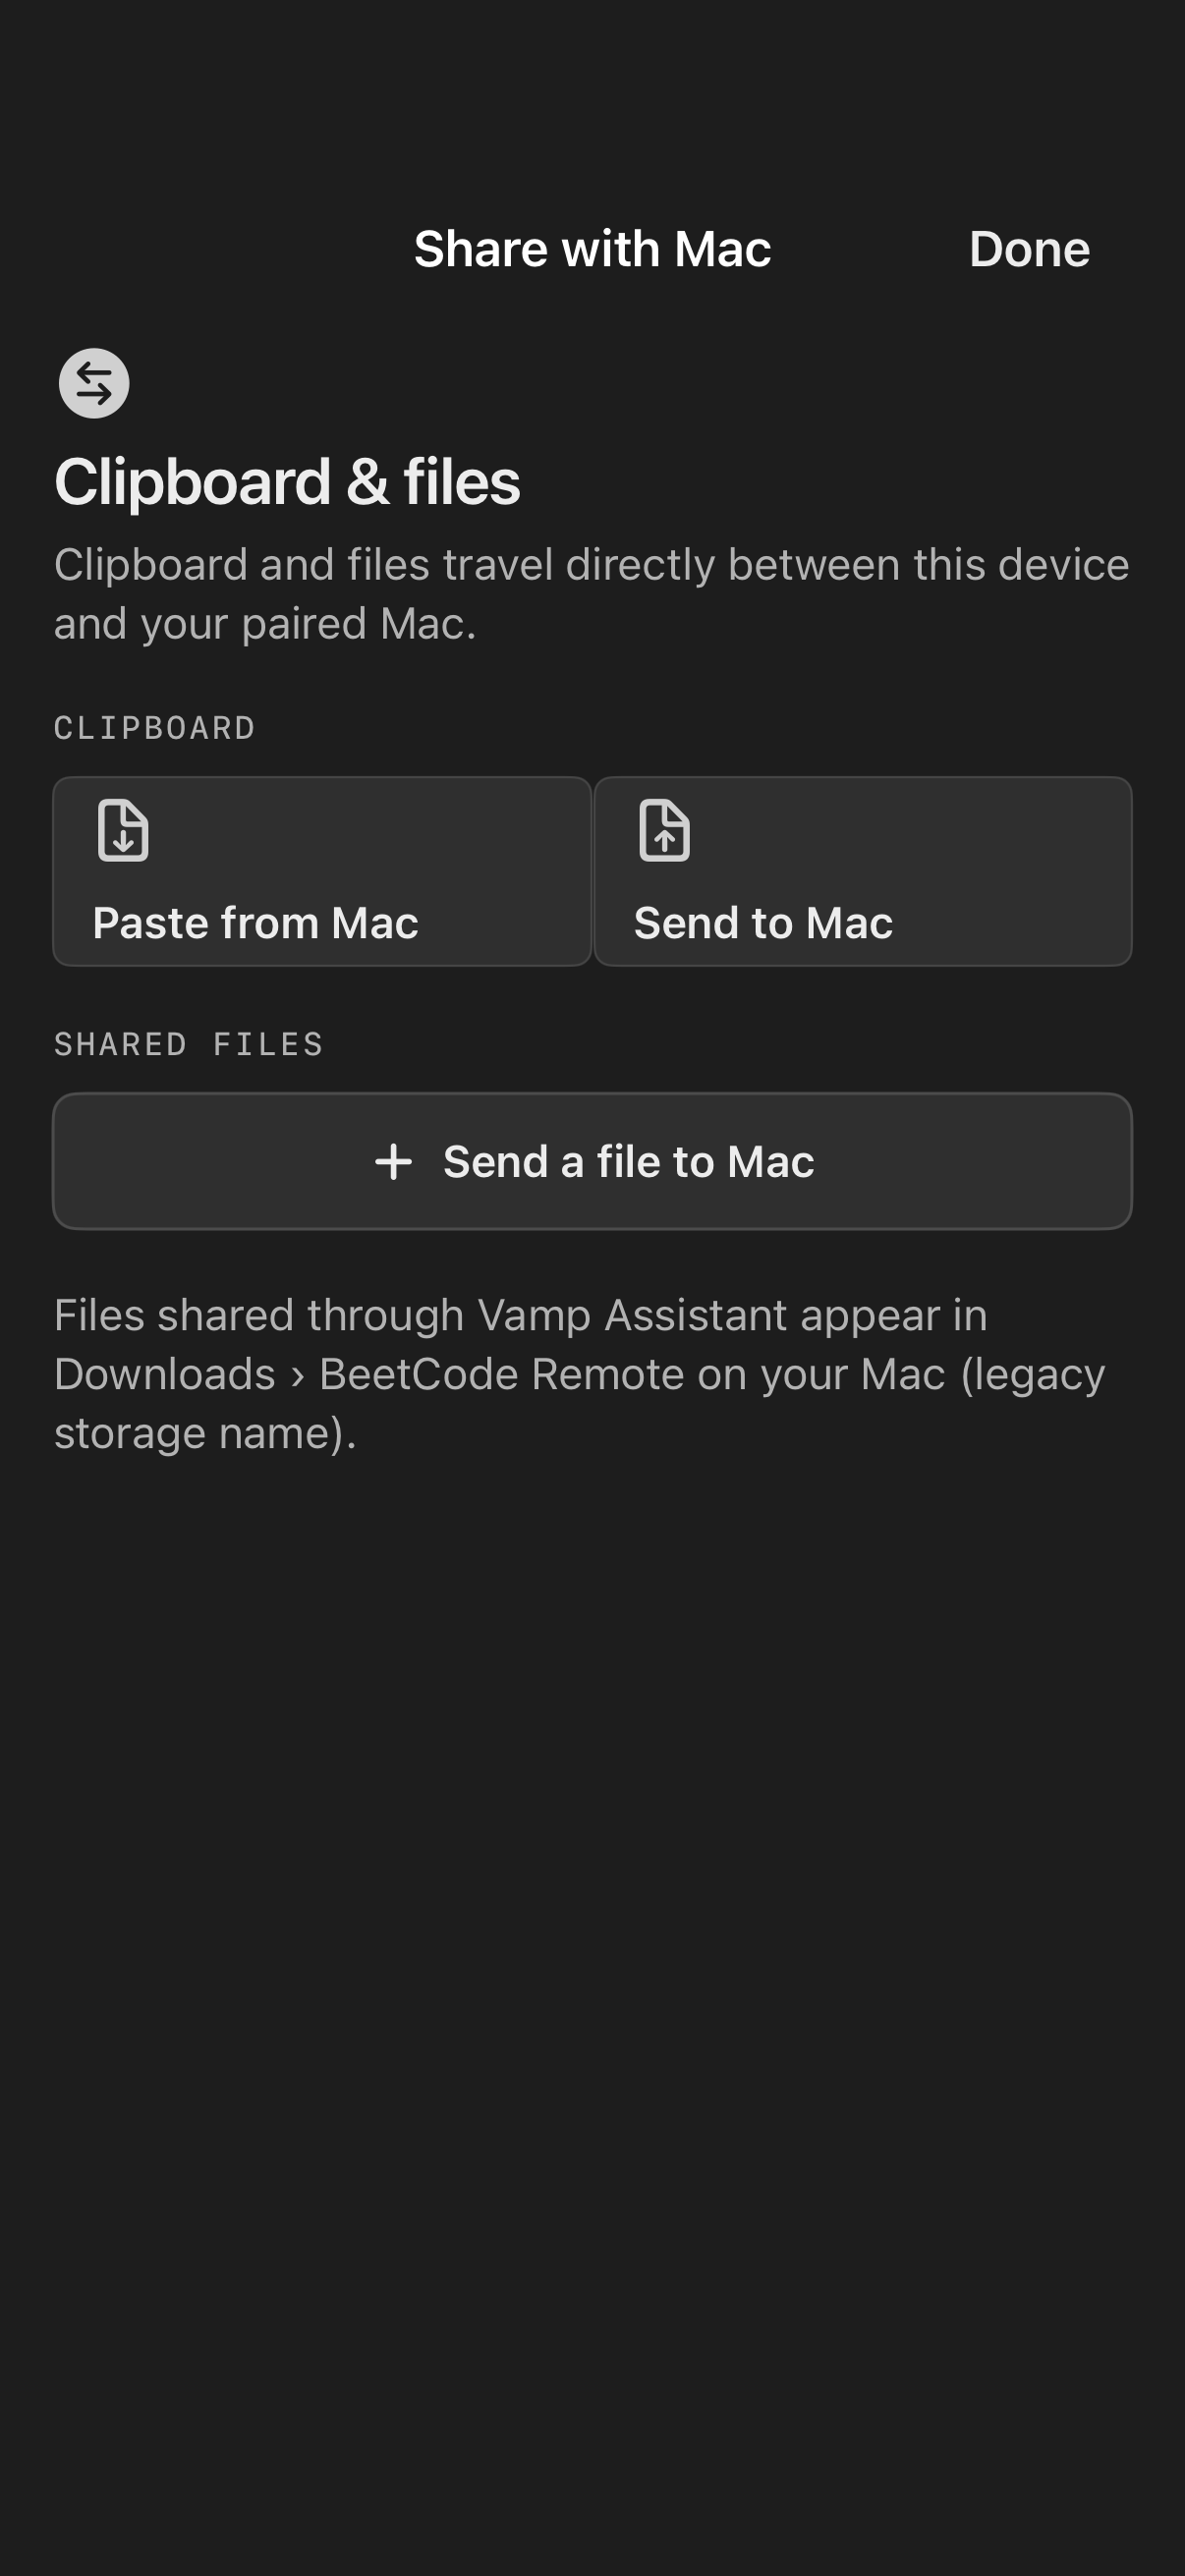 Share with Mac
Done
Clipboard & files
Clipboard and files travel directly between this device
and your paired Mac.
CLIPBOARD
Paste from Mac
Send to Mac
SHARED FILES
+ Send a file to Mac
Files shared through Vamp Assistant appear in
Downloads › BeetCode Remote on your Mac (legacy
storage name).